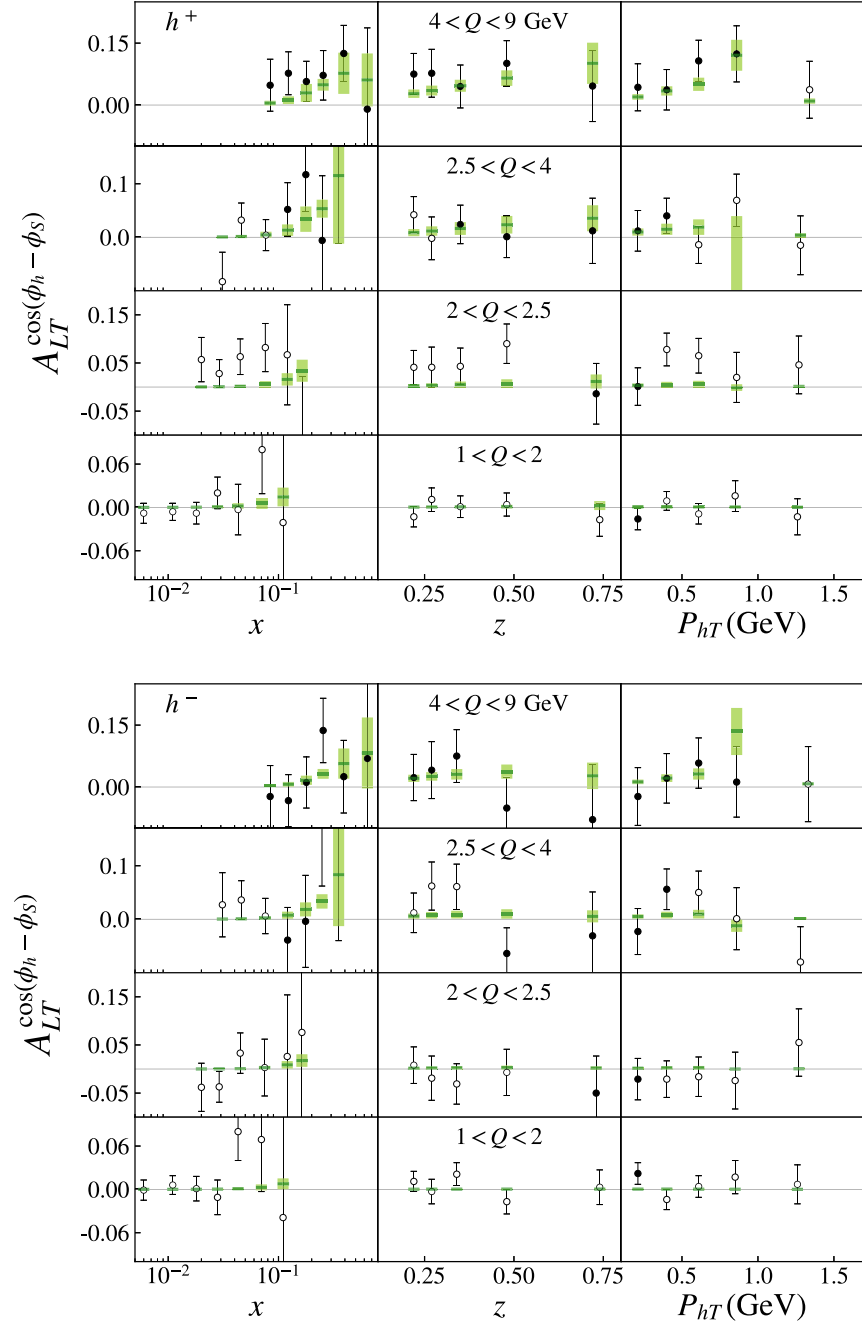 h+ 4 < Q < 9 GeV
0.15
0.00
2.5 < Q < 4
0.1
0.0
A_LT^cos(ϕ_h − ϕ_S)
2 < Q < 2.5
0.15
0.05
-0.05
1 < Q < 2
0.06
0.00
-0.06
10^−2 10^−1 0.25 0.50 0.75 0.5 1.0 1.5
x z P_hT (GeV)
h− 4 < Q < 9 GeV
0.15
0.00
2.5 < Q < 4
0.1
0.0
A_LT^cos(ϕ_h − ϕ_S)
2 < Q < 2.5
0.15
0.05
-0.05
1 < Q < 2
0.06
0.00
-0.06
10^−2 10^−1 0.25 0.50 0.75 0.5 1.0 1.5
x z P_hT (GeV)